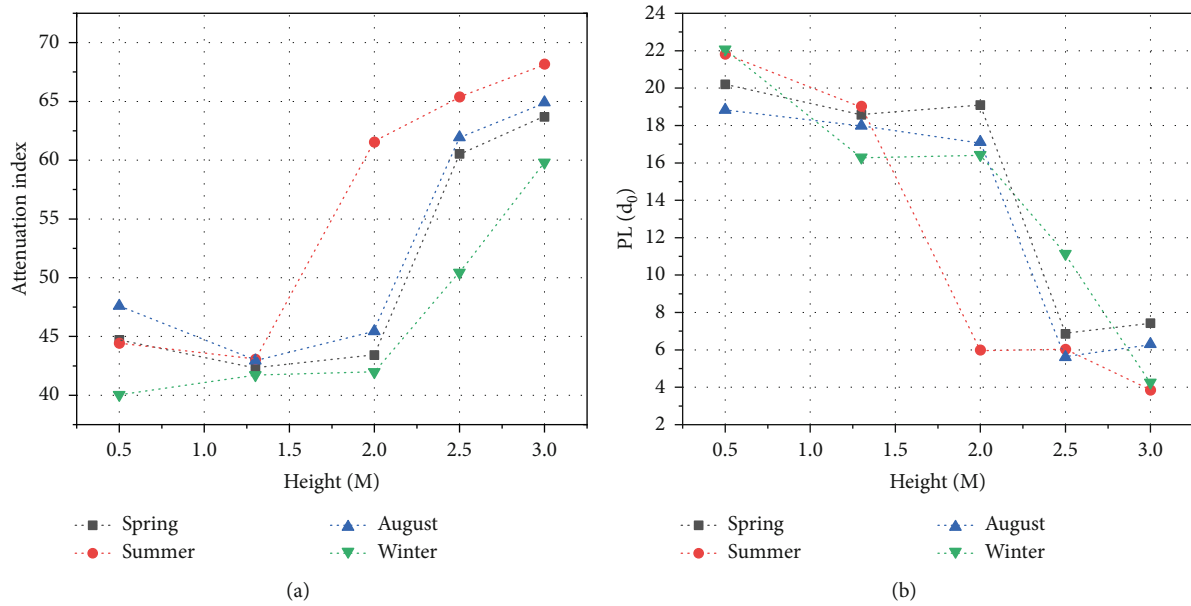 70
65
60
55
50
45
40
Attenuation index
0.5 1.0 1.5 2.0 2.5 3.0
Height (M)
Spring
Summer
August
Winter
(a)
24
22
20
18
16
14
12
10
8
6
4
2
PL (d0)
0.5 1.0 1.5 2.0 2.5 3.0
Height (M)
Spring
Summer
August
Winter
(b)